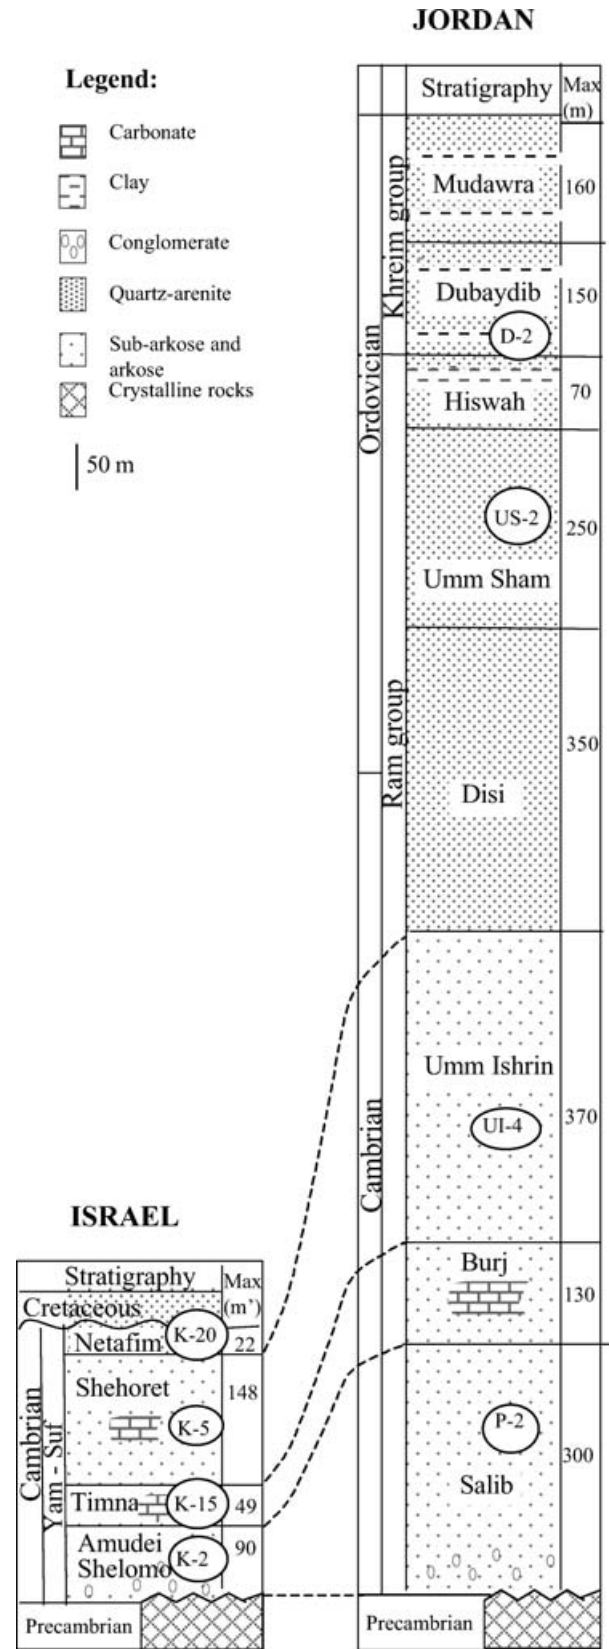 JORDAN
Legend:
Carbonate
Clay
Conglomerate
Quartz-arenite
Sub-arkose and
arkose
Crystalline rocks
50 m
Stratigraphy
Max
(m)
Ordovician
Cambrian
Khreim group
Ram group
Mudawra
160
Dubaydib
150
D-2
Hiswah
70
US-2
Umm Sham
250
Disi
350
Umm Ishrin
370
UI-4
Burj
130
P-2
Salib
300
Precambrian
ISRAEL
Stratigraphy
Max
(m')
Cretaceous
Cambrian
Yam - Suf
Netafim
K-20
22
Shehoret
148
K-5
Timna
K-15
49
Amudei
Shelomo
K-2
90
Precambrian